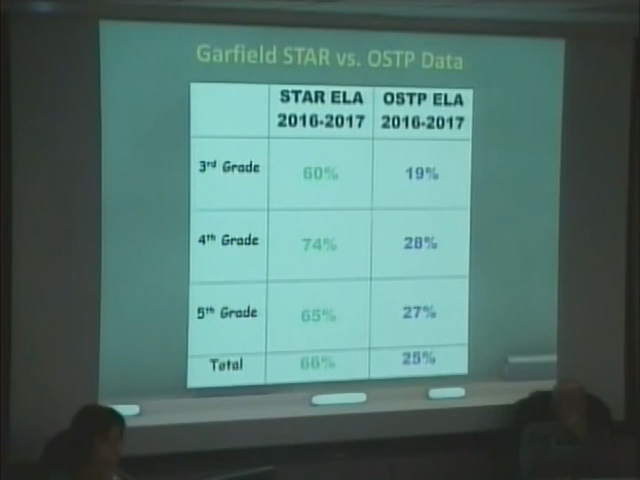 Garfield STAR vs. OSTP Data
STAR ELA OSTP ELA
2016-2017 2016-2017
3rd Grade 60% 19%
4th Grade 74% 28%
5th Grade 65% 27%
Total 66% 25%